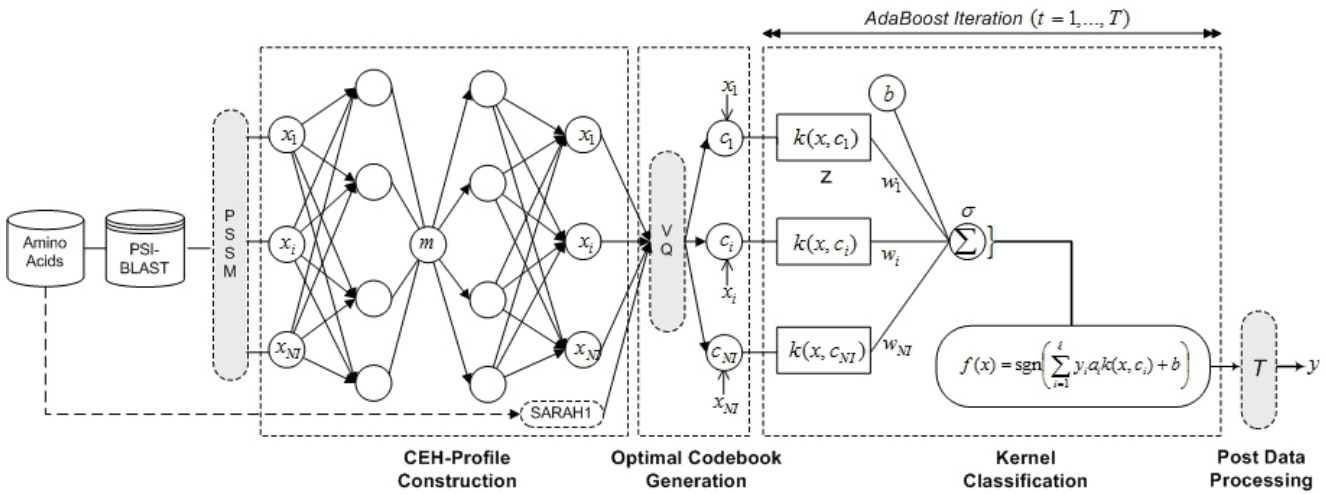 AdaBoost Iteration (t = 1,..., T)
Amino
Acids
PSI-
BLAST
P
S
S
M
x1
xi
xNI
m
x1
xi
xNI
SARAH1
V
Q
x1
c1
ci
xi
cNI
xNI
k(x, c1)
z
k(x, ci)
k(x, cNI)
b
w1
wi
wNI
σ
Σ }
f(x) = sgn(∑_{i=1}^{ℓ} yi αi k(x, ci) + b)
T
y
CEH-Profile
Construction
Optimal Codebook
Generation
Kernel
Classification
Post Data
Processing